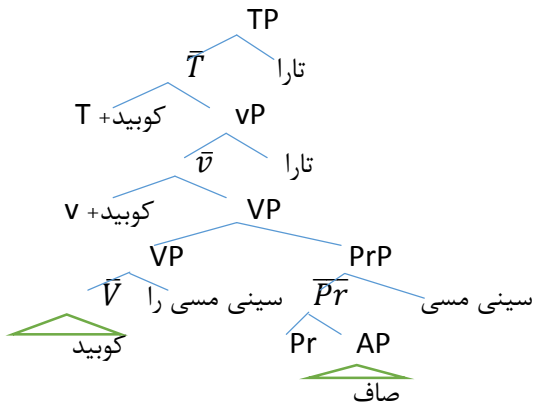 TP
T̅ تارا
T +کوبید vP
v̅ تارا
v +کوبید VP
VP PrP
V̅ سینی مسی را P̅r̅ سینی مسی
کوبید Pr AP
صاف